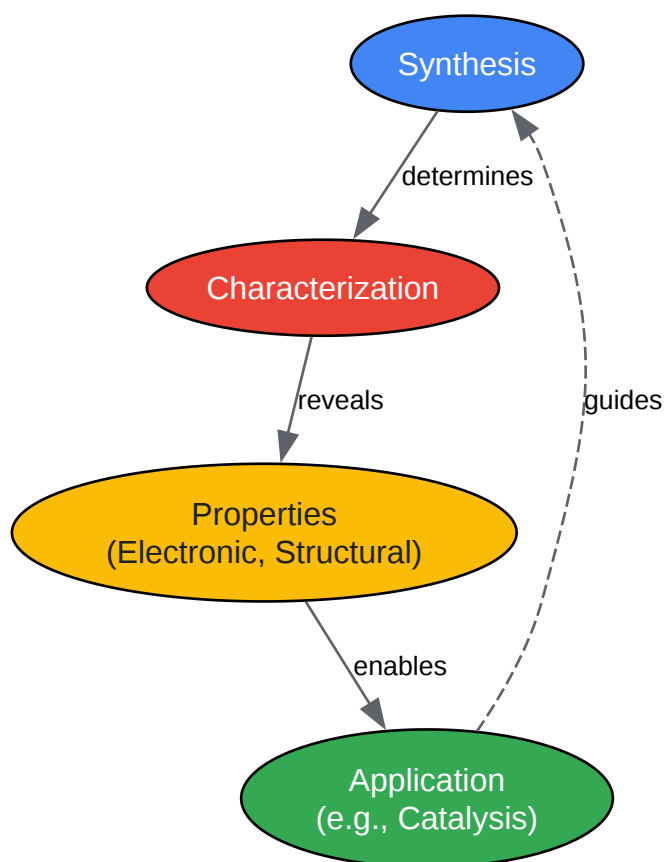 Synthesis
determines
Characterization
reveals
guides
Properties
(Electronic, Structural)
enables
Application
(e.g., Catalysis)